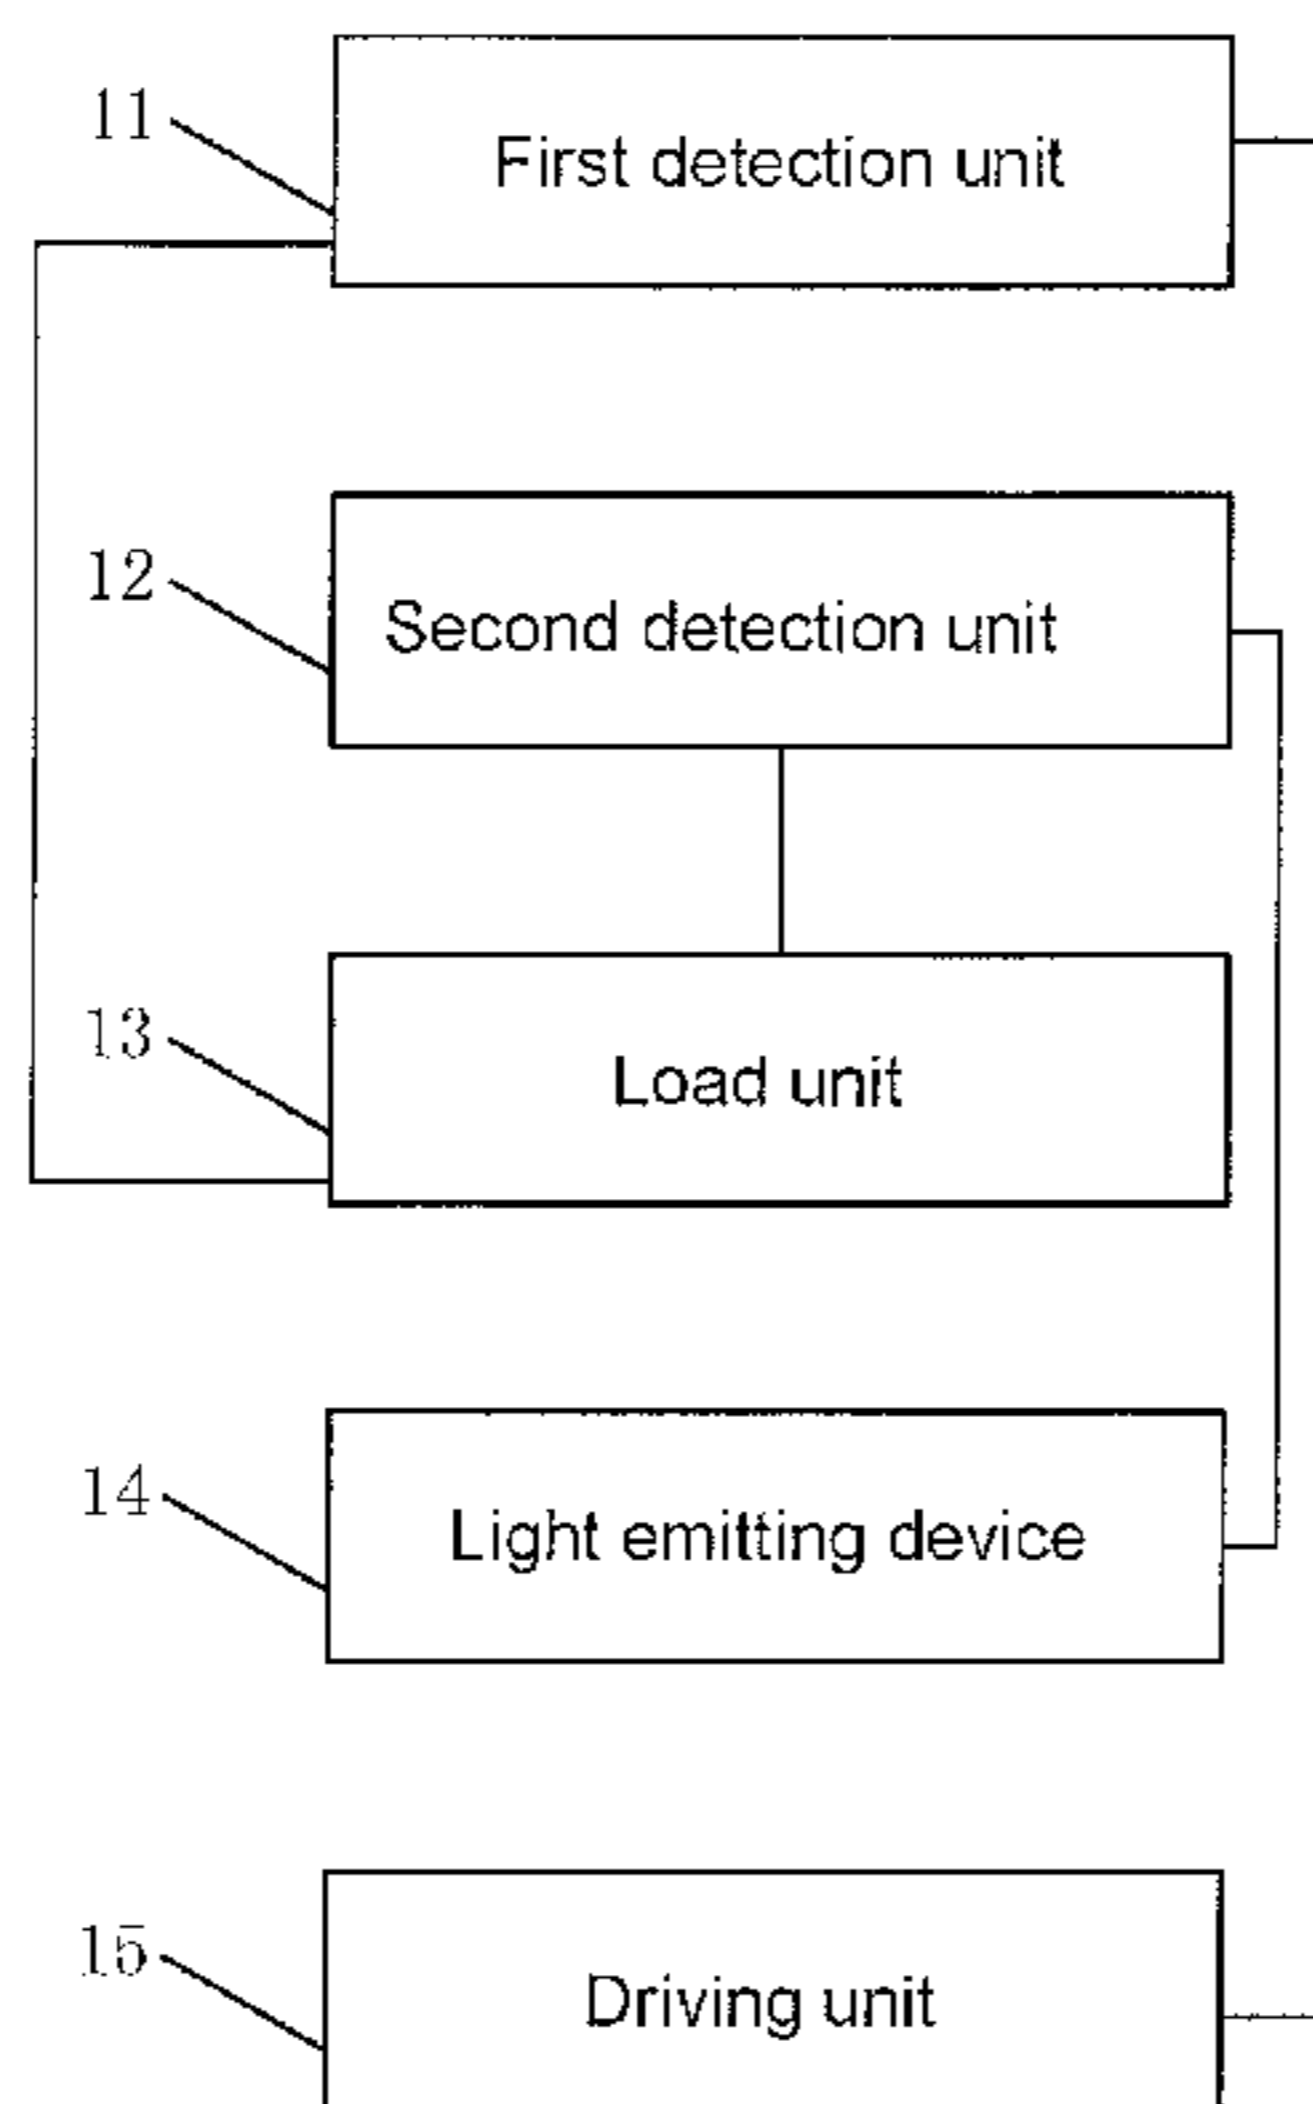 11
First detection unit
12
Second detection unit
13
Load unit
14
Light emitting device
15
Driving unit